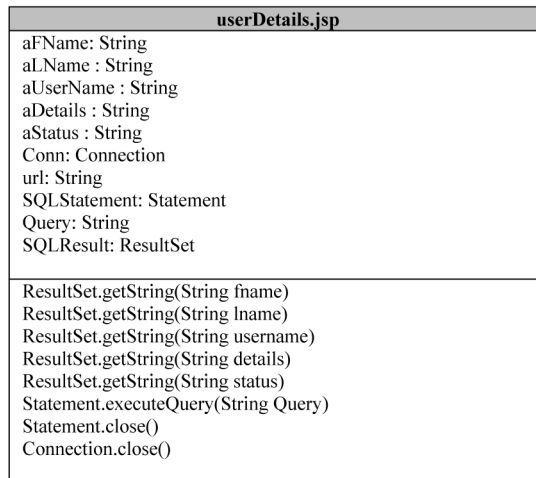 userDetails.jsp
aFName: String
aLName : String
aUserName : String
aDetails : String
aStatus : String
Conn: Connection
url: String
SQLStatement: Statement
Query: String
SQLResult: ResultSet
ResultSet.getString(String fname)
ResultSet.getString(String lname)
ResultSet.getString(String username)
ResultSet.getString(String details)
ResultSet.getString(String status)
Statement.executeQuery(String Query)
Statement.close()
Connection.close()